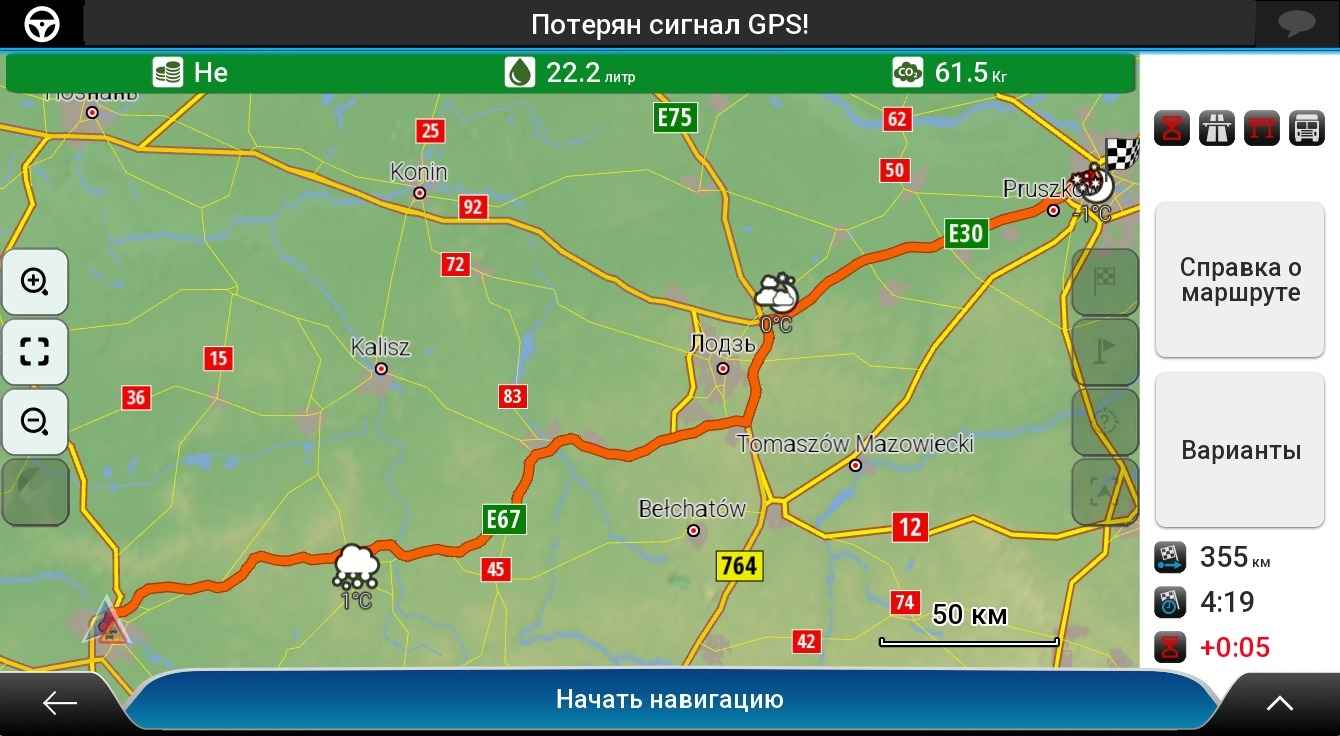 Потерян сигнал GPS!
Не
22.2 литр
61.5 Кг
E75
62
25
50
Konin
Pruszk
92
-1°C
E30
72
0°C
Справка о
маршруте
Лодзь
Kalisz
15
36
83
Tomaszów Mazowiecki
Варианты
Bełchatów
E67
12
764
45
355 км
1°C
74
50 км
4:19
42
+0:05
Начать навигацию